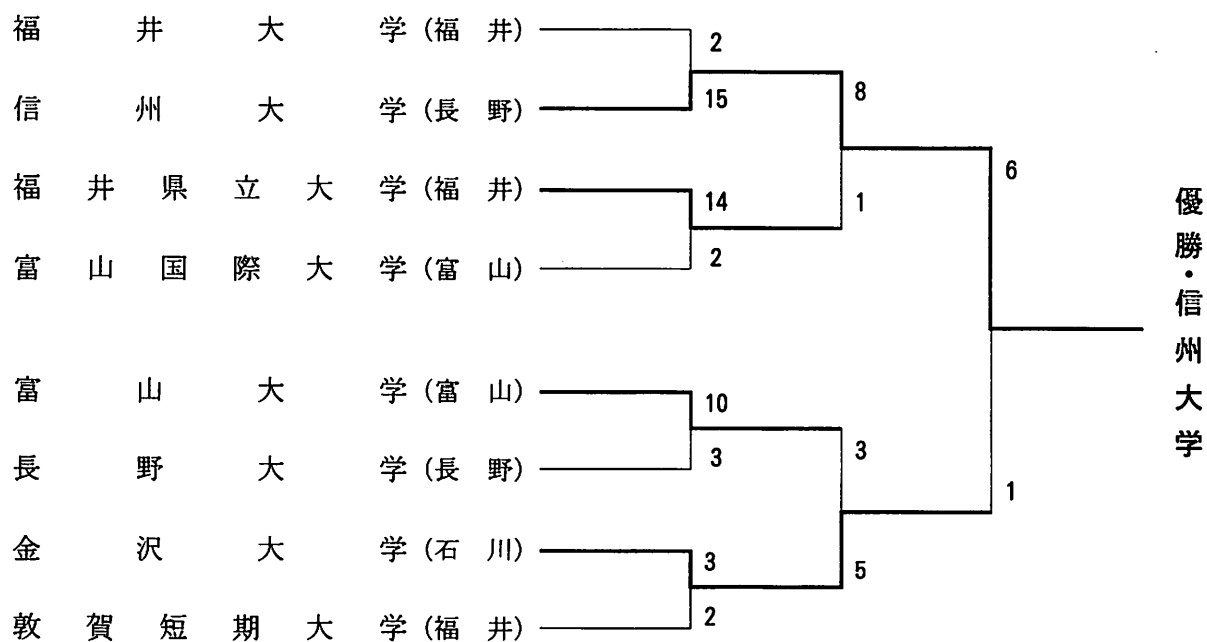 福井大学(福井)
2
信州大学(長野)
15
8
福井県立大学(福井)
14
1
富山国際大学(富山)
2
6
富山大学(富山)
10
長野大学(長野)
3
3
金沢大学(石川)
3
5
敦賀短期大学(福井)
2
1
優勝・信州大学